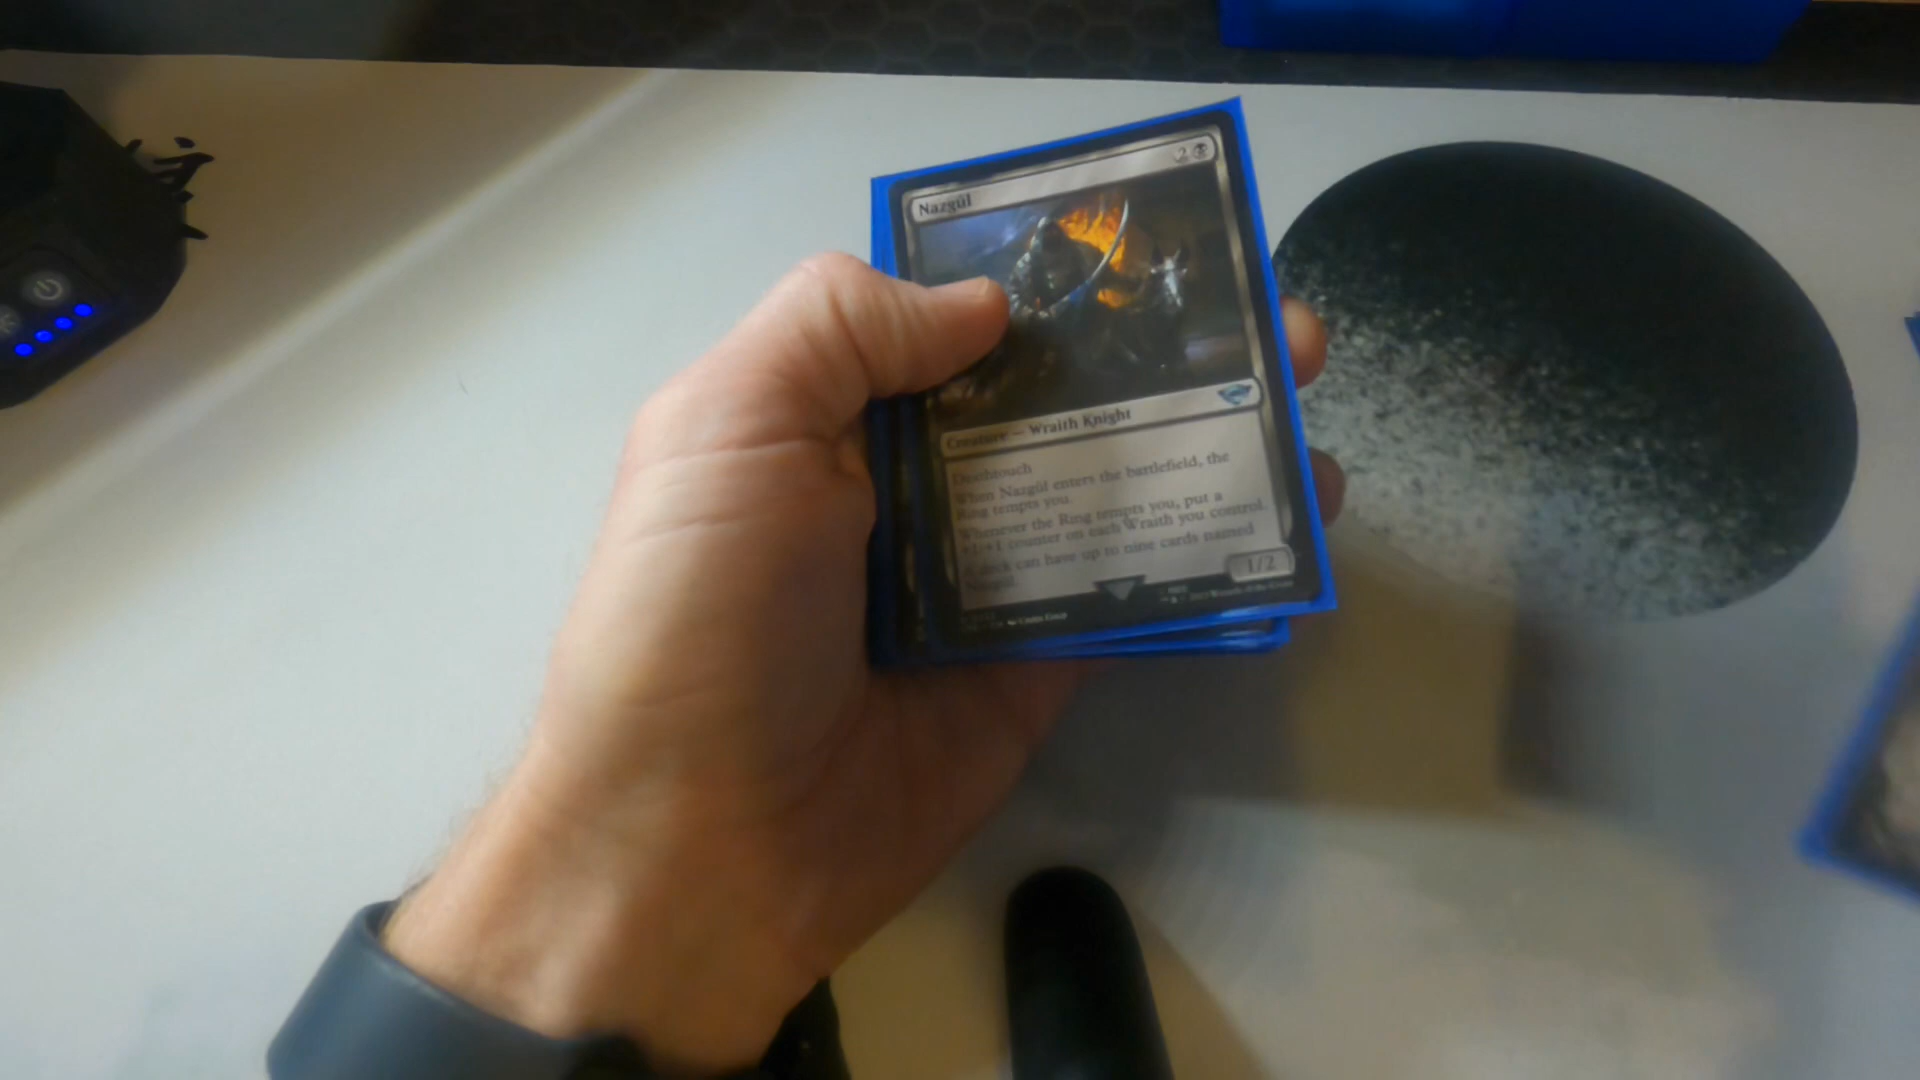 Nazgûl
2
Creature — Wraith Knight
Deathtouch
When Nazgûl enters the battlefield, the
Ring tempts you.
Whenever the Ring tempts you, put a
+1/+1 counter on each Wraith you control.
A deck can have up to nine cards named
Nazgûl.
1/2